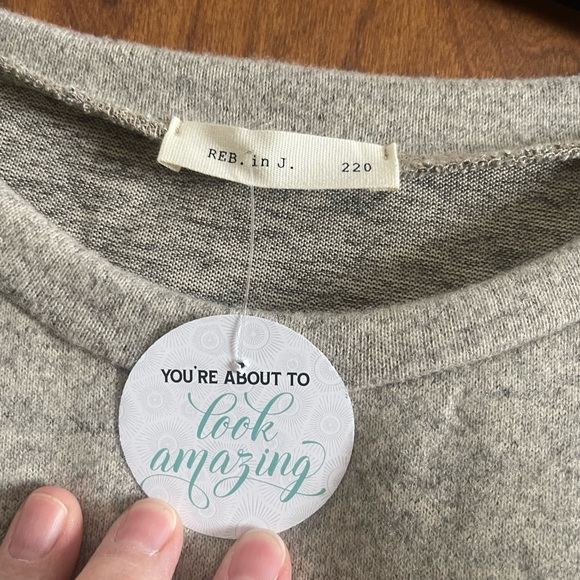 REB. in J. 220
YOU'RE ABOUT TO
look
amazing